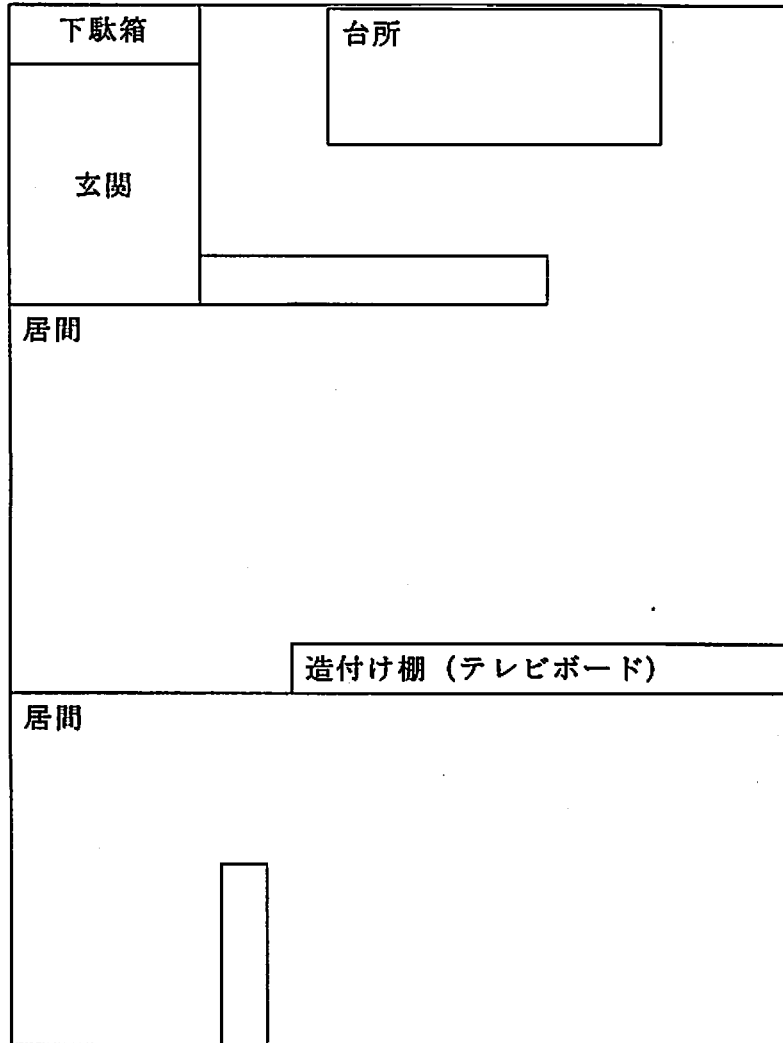 下駄箱
台所
玄関
居間
造付け棚（テレビボード）
居間